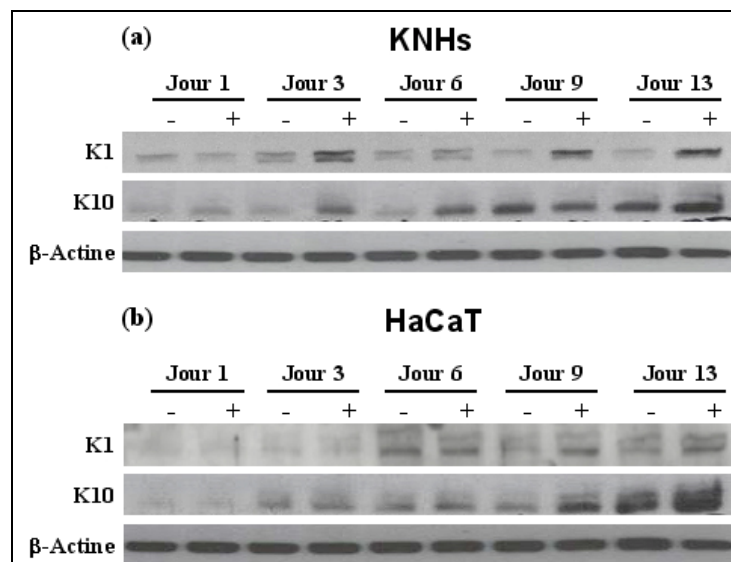 (a) KNHs
Jour 1 Jour 3 Jour 6 Jour 9 Jour 13
- + - + - + - + - +
K1
K10
β-Actine
(b) HaCaT
Jour 1 Jour 3 Jour 6 Jour 9 Jour 13
- + - + - + - + - +
K1
K10
β-Actine